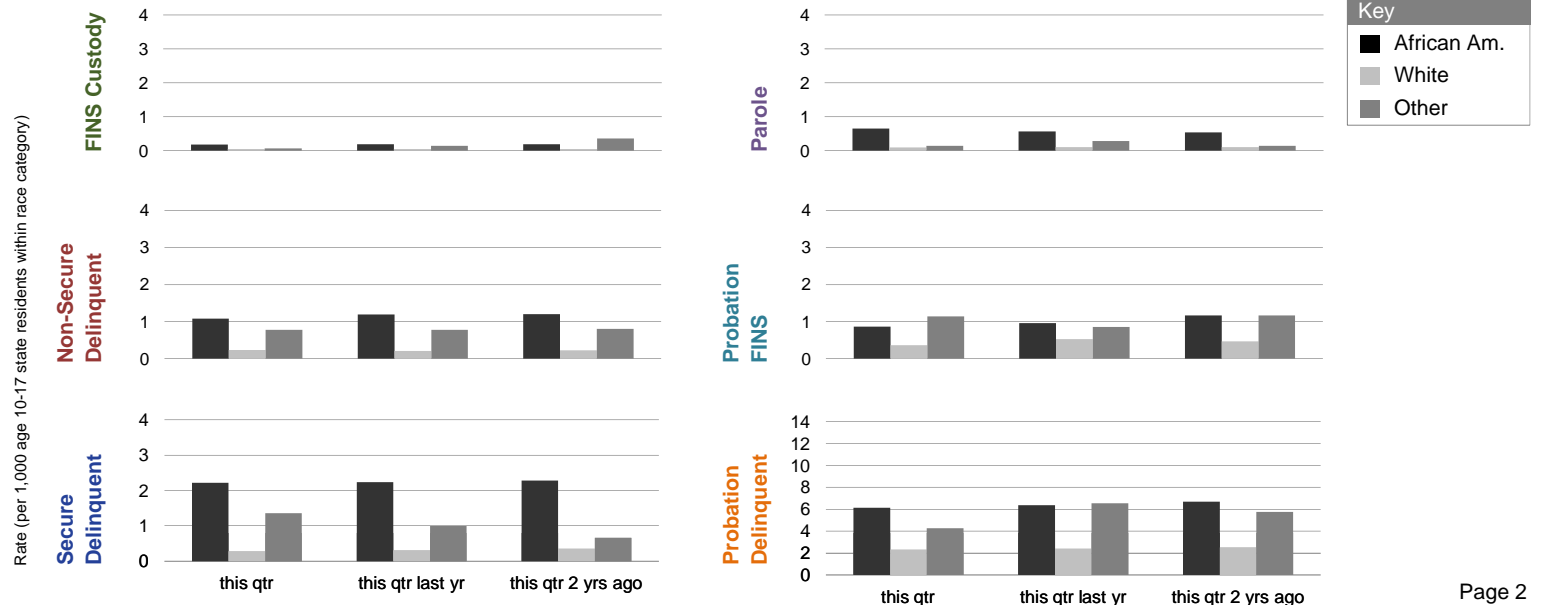 Rate (per 1,000 age 10-17 state residents within race category)
FINS Custody
4
3
2
1
0
Parole
4
3
2
1
0
Key
African Am.
White
Other
Non-Secure
Delinquent
4
3
2
1
0
Probation
FINS
4
3
2
1
0
Secure
Delinquent
4
3
2
1
0
this qtr
this qtr last yr
this qtr 2 yrs ago
Probation
Delinquent
14
12
10
8
6
4
2
0
this qtr
this qtr last yr
this qtr 2 yrs ago
Page 2